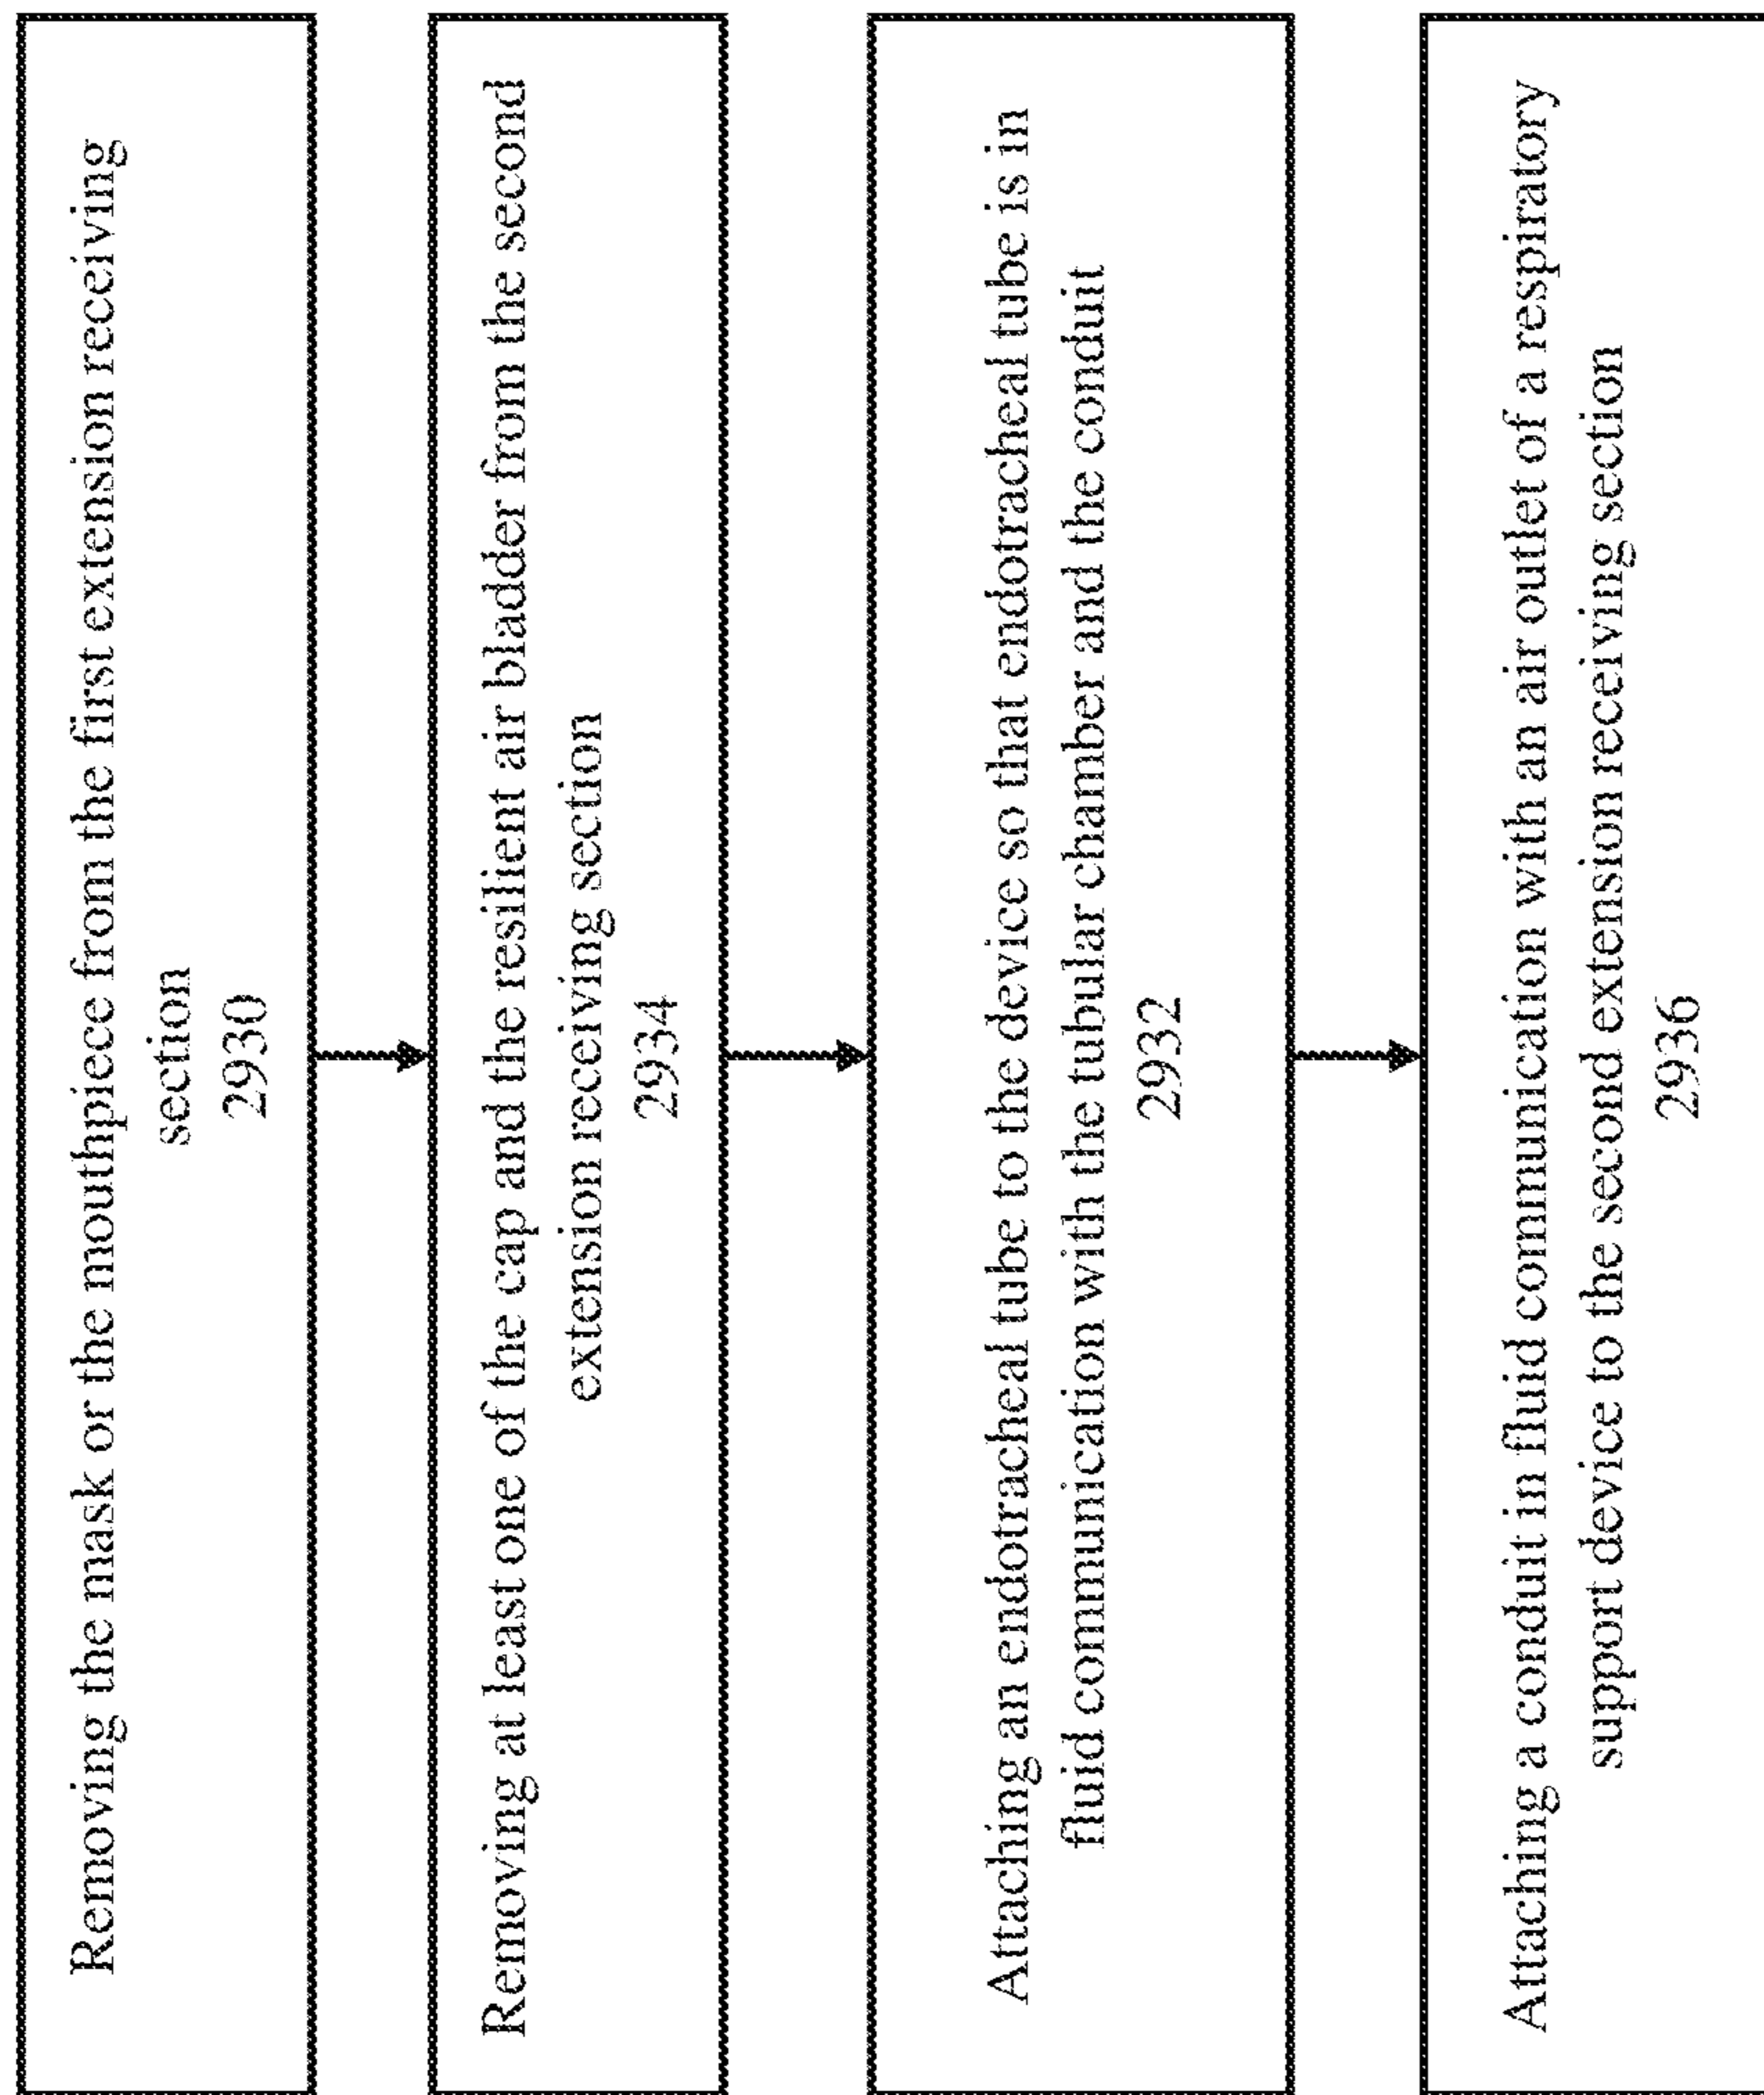 Removing the mask or the mouthpiece from the first extension receiving
section
2930
Removing at least one of the cap and the resilient air bladder from the second
extension receiving section
2934
Attaching an endotracheal tube to the device so that endotracheal tube is in
fluid communication with the tubular chamber and the conduit
2932
Attaching a conduit in fluid communication with an air outlet of a respiratory
support device to the second extension receiving section
2936